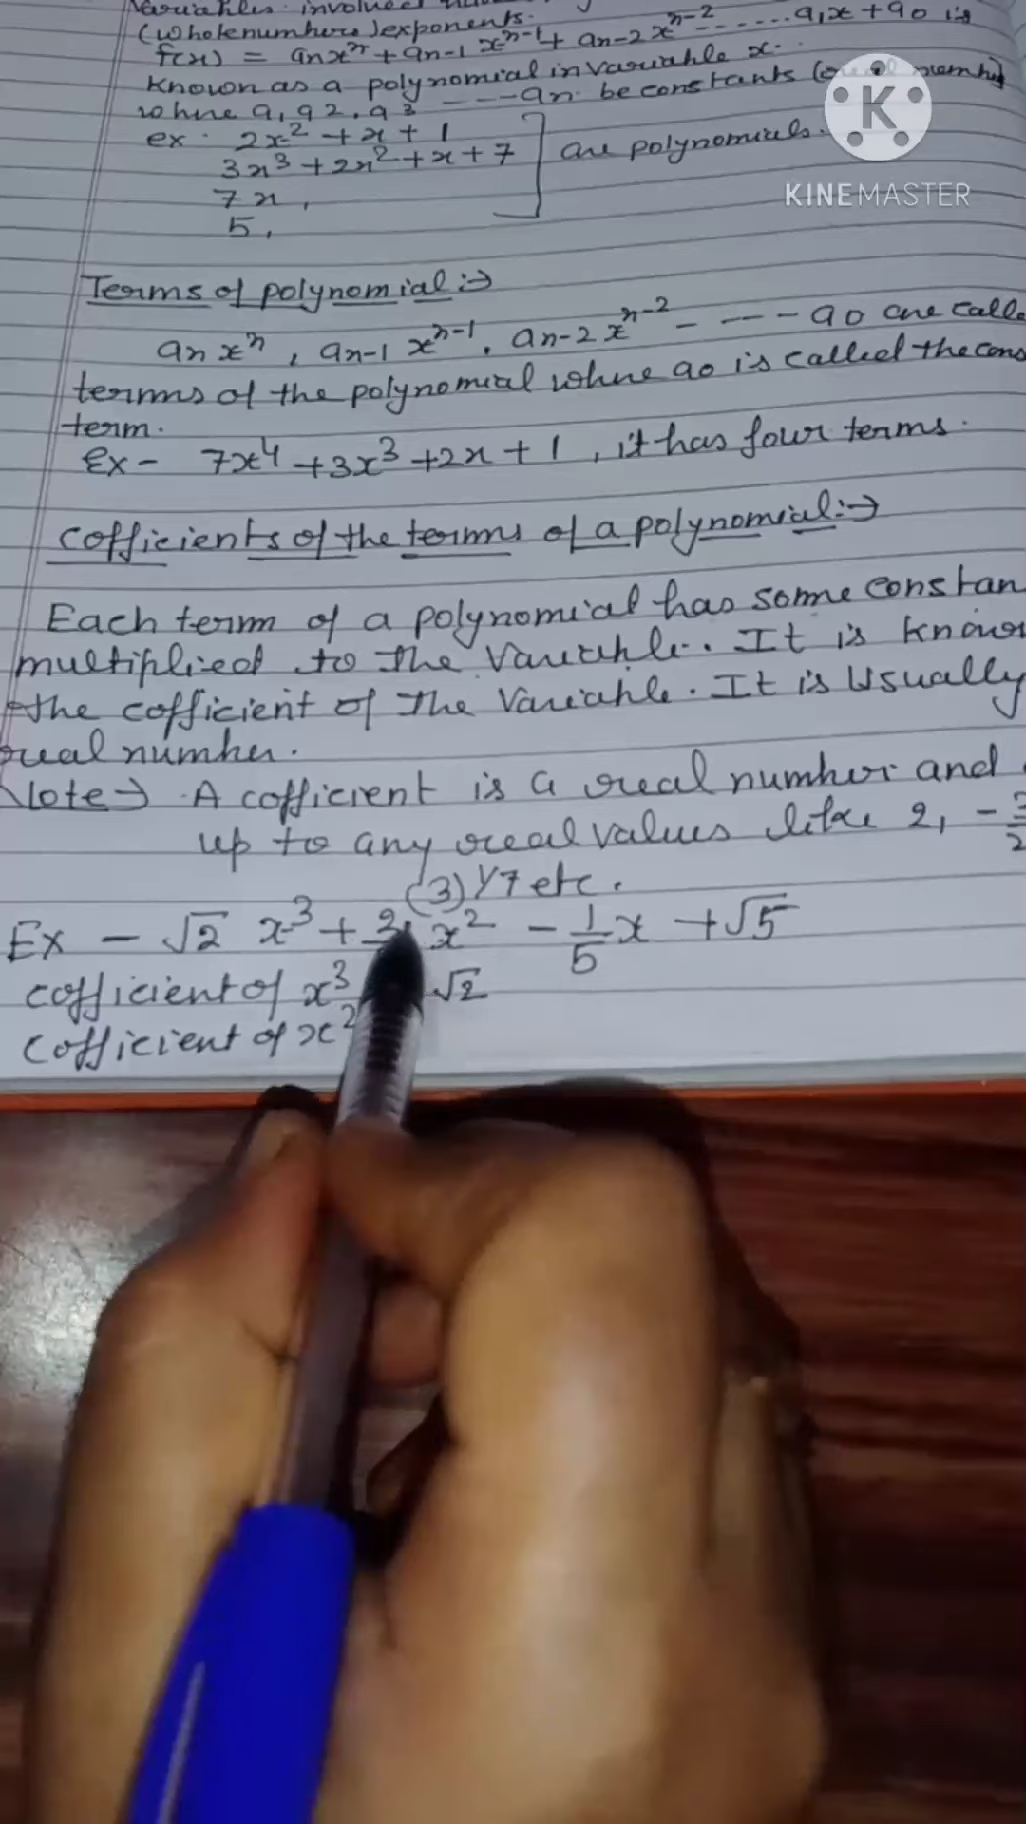 Variables involved
(whole numbers) exponents.
f(x) = anxⁿ + an-1 xⁿ⁻¹ + an-2 xⁿ⁻² ...... a1x + a0 is
Known as a polynomial in variable x.
where a1 a2 . a3 ---- an be constants
ex . 2x² + x + 1
3x³ + 2x² + x + 7
are polynomials.
7x ,
5 ,
KINEMASTER
Terms of polynomial :→
an xⁿ , an-1 xⁿ⁻¹ . an-2 xⁿ⁻² - --- - a0 are calle
terms of the polynomial where a0 is called the cons
term.
Ex - 7x⁴ + 3x³ + 2x + 1 , it has four terms.
Cofficients of the terms of a polynomial :→
Each term of a polynomial has some constan
multiplied to the variable. It is known
the cofficient of The variable. It is Usually
real number.
Note → A cofficient is a real number and
up to any real values like 2, -
(3) 1/7 etc.
Ex - √2 x³ + x² - 1/5 x + √5
cofficient of x³ √2
cofficient of x²